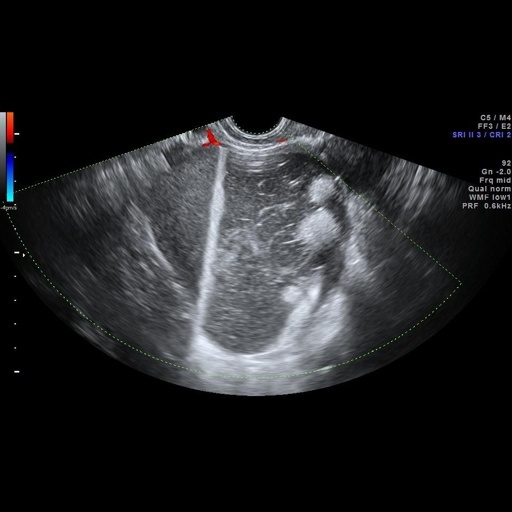 C5 / M4
FF3 / E2
SRI II 3 / CRI 2
92
Gn -2.0
Frq mid
Qual norm
WMF low1
PRF 0.6kHz